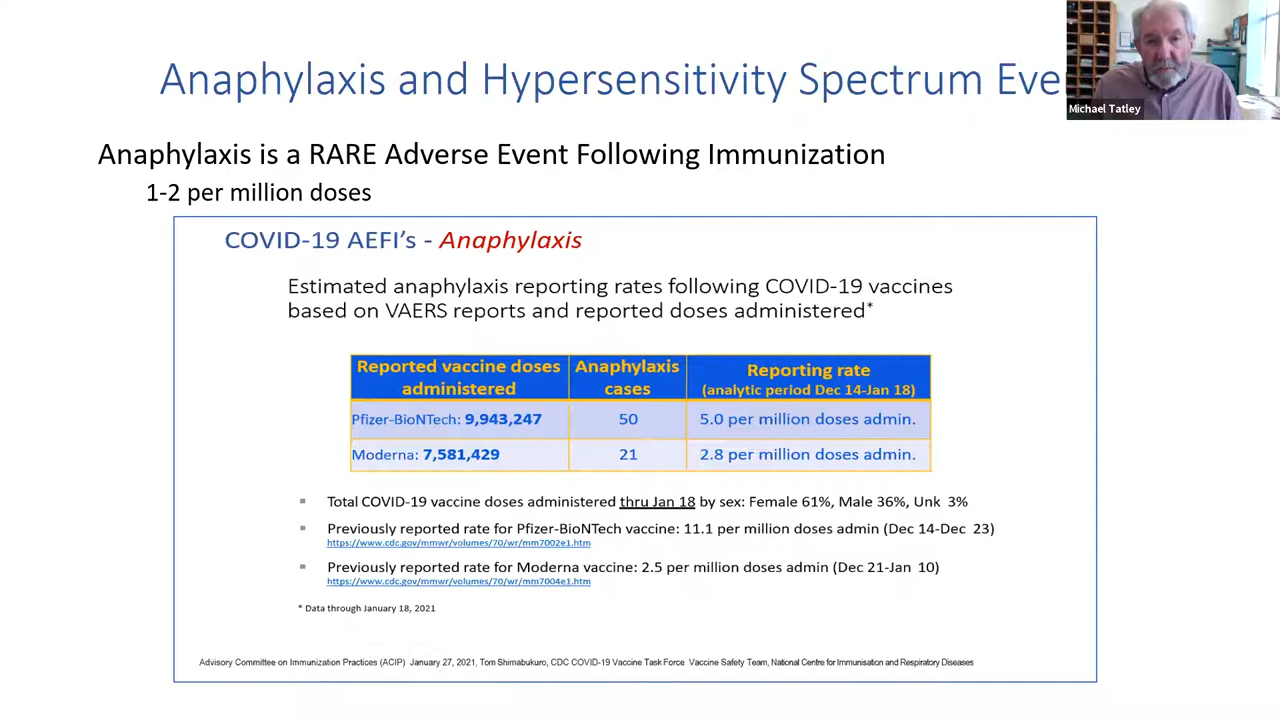 Anaphylaxis and Hypersensitivity Spectrum Eve
Michael Tatley
Anaphylaxis is a RARE Adverse Event Following Immunization
1-2 per million doses
COVID-19 AEFI’s - Anaphylaxis
Estimated anaphylaxis reporting rates following COVID-19 vaccines
based on VAERS reports and reported doses administered*
Reported vaccine doses
administered
Anaphylaxis
cases
Reporting rate
(analytic period Dec 14-Jan 18)
Pfizer-BioNTech: 9,943,247 50 5.0 per million doses admin.
Moderna: 7,581,429 21 2.8 per million doses admin.
Total COVID-19 vaccine doses administered thru Jan 18 by sex: Female 61%, Male 36%, Unk 3%
Previously reported rate for Pfizer-BioNTech vaccine: 11.1 per million doses admin (Dec 14-Dec 23)
https://www.cdc.gov/mmwr/volumes/70/wr/mm7002e1.htm
Previously reported rate for Moderna vaccine: 2.5 per million doses admin (Dec 21-Jan 10)
https://www.cdc.gov/mmwr/volumes/70/wr/mm7004e1.htm
* Data through January 18, 2021
Advisory Committee on Immunization Practices (ACIP) January 27, 2021, Tom Shimabukuro, CDC COVID-19 Vaccine Task Force Vaccine Safety Team, National Centre for Immunisation and Respiratory Diseases